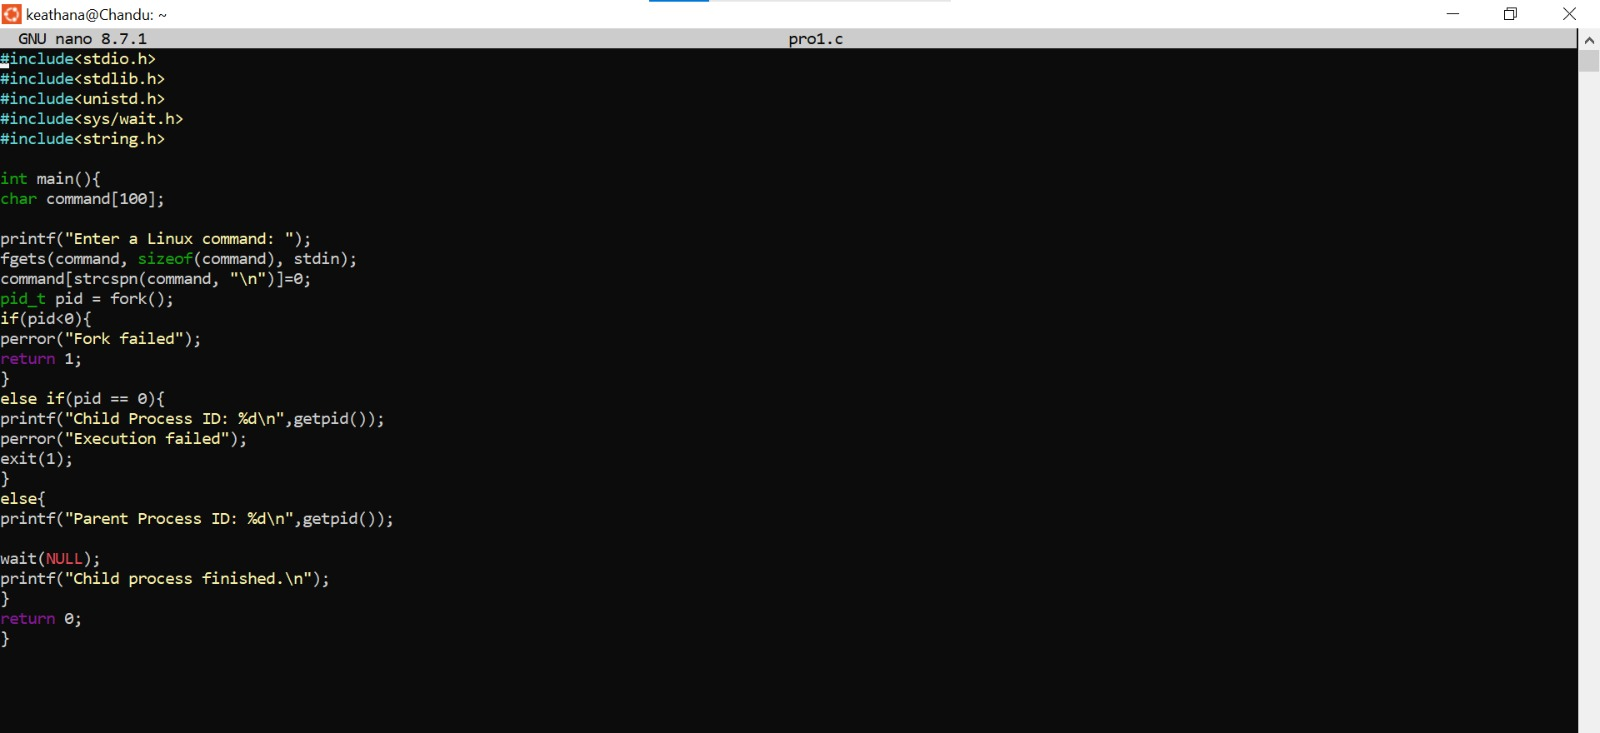 keathana@Chandu: ~
GNU nano 8.7.1 pro1.c
#include<stdio.h>
#include<stdlib.h>
#include<unistd.h>
#include<sys/wait.h>
#include<string.h>
int main(){
char command[100];
printf("Enter a Linux command: ");
fgets(command, sizeof(command), stdin);
command[strcspn(command, "\n")]=0;
pid_t pid = fork();
if(pid<0){
perror("Fork failed");
return 1;
}
else if(pid == 0){
printf("Child Process ID: %d\n",getpid());
perror("Execution failed");
exit(1);
}
else{
printf("Parent Process ID: %d\n",getpid());
wait(NULL);
printf("Child process finished.\n");
}
return 0;
}